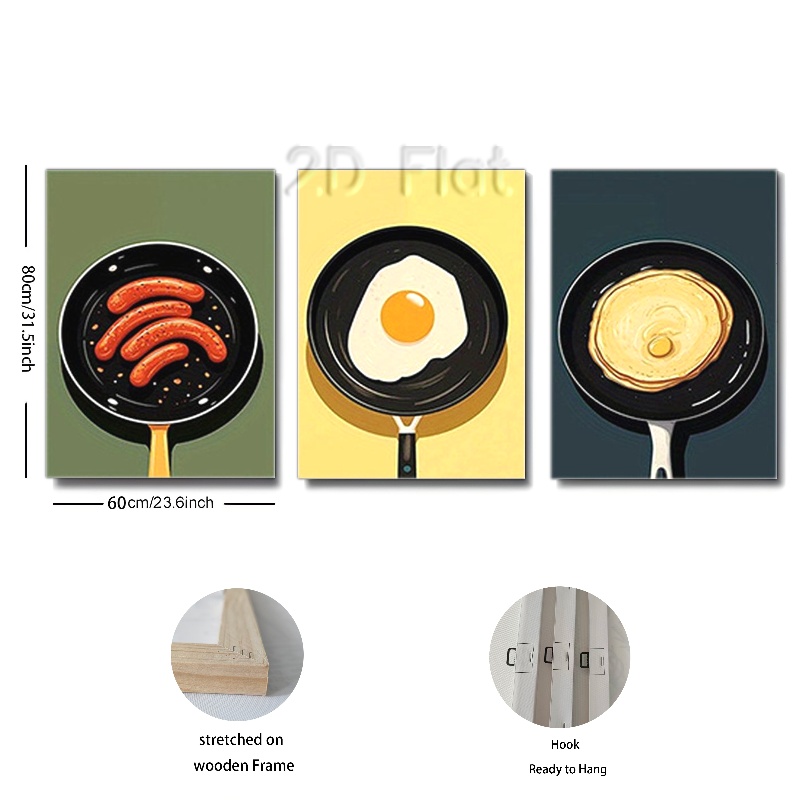 2D Flat
80cm/31.5inch
60cm/23.6inch
stretched on
wooden Frame
Hook
Ready to Hang